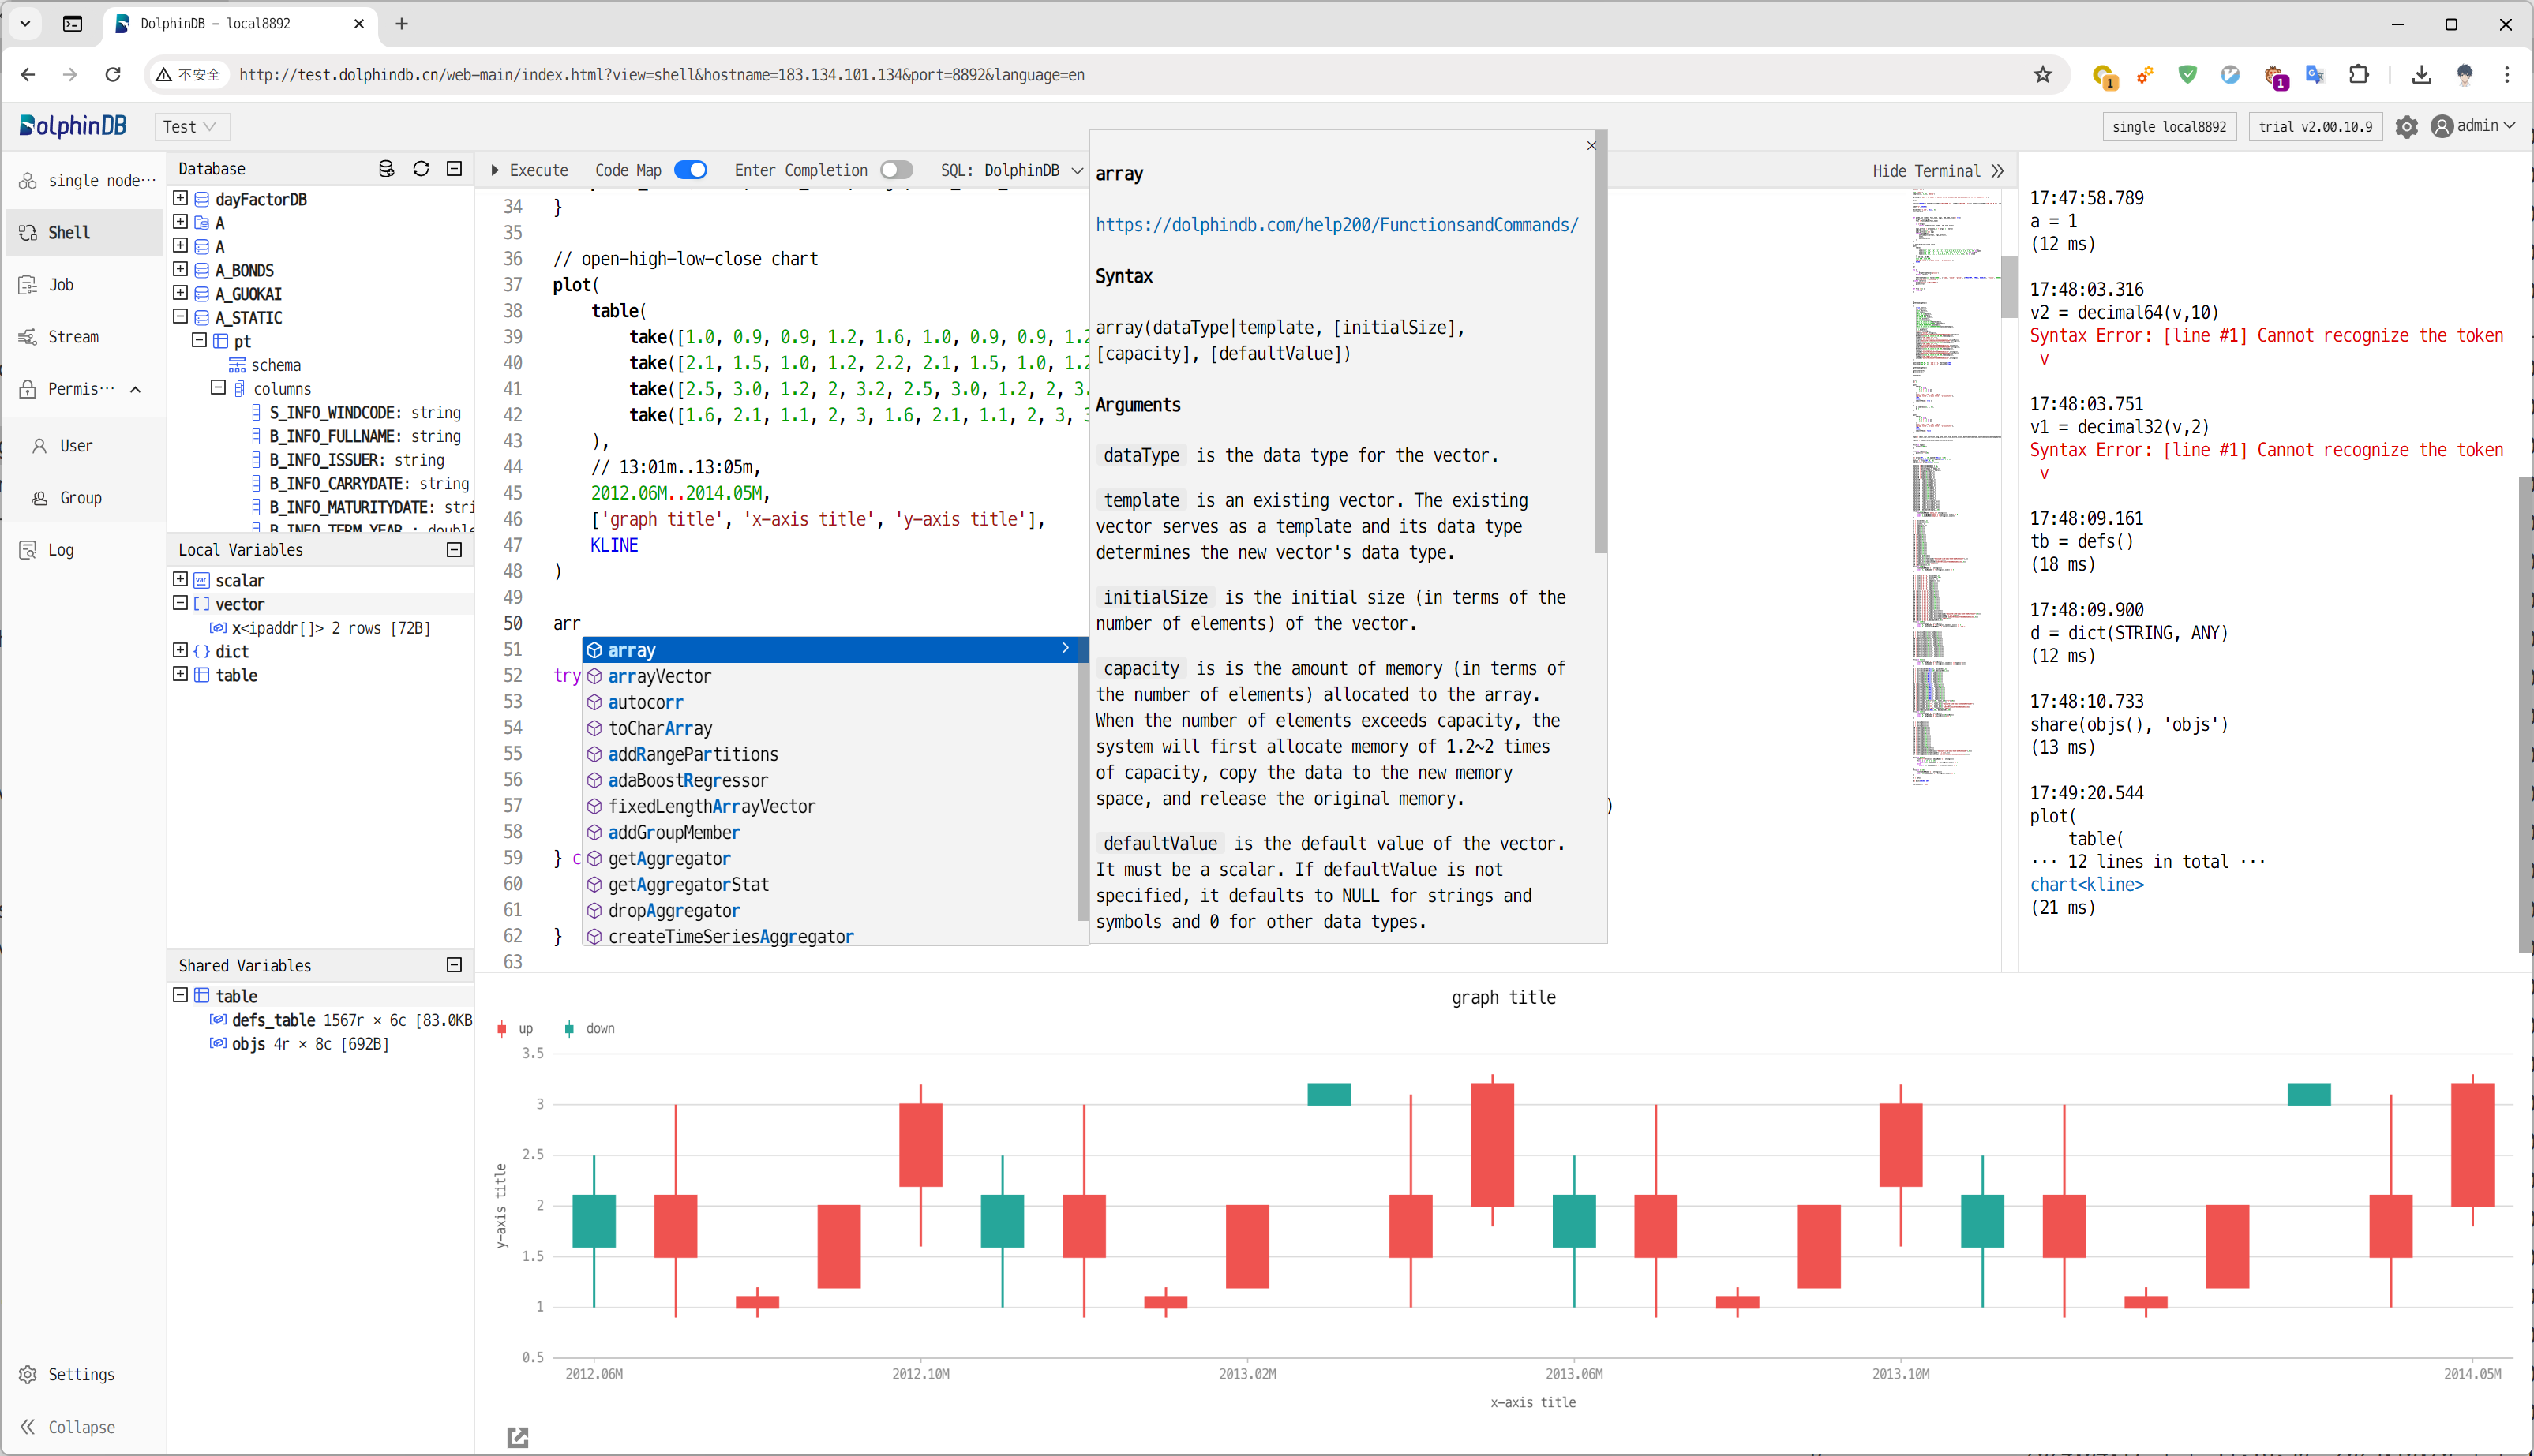 DolphinDB - local8892
不安全
http://test.dolphindb.cn/web-main/index.html?view=shell&hostname=183.134.101.134&port=8892&language=en
1
1
DolphinDB
Test
single local8892
trial v2.00.10.9
admin
single node···
Shell
Job
Stream
Permis···
User
Group
Log
Settings
Collapse
Database
dayFactorDB
A
A
A_BONDS
A_GUOKAI
A_STATIC
pt
schema
columns
S_INFO_WINDCODE: string
B_INFO_FULLNAME: string
B_INFO_ISSUER: string
B_INFO_CARRYDATE: string
B_INFO_MATURITYDATE: stri
B_INFO_TERM_YEAR_: double
Local Variables
var scalar
vector
x<ipaddr[]> 2 rows [72B]
dict
table
Shared Variables
table
defs_table 1567r × 6c [83.0KB
objs 4r × 8c [692B]
Execute
Code Map
Enter Completion
SQL: DolphinDB
Hide Terminal
34 }
35
36 // open-high-low-close chart
37 plot(
38 table(
39 take([1.0, 0.9, 0.9, 1.2, 1.6, 1.0, 0.9, 0.9, 1.2
40 take([2.1, 1.5, 1.0, 1.2, 2.2, 2.1, 1.5, 1.0, 1.2
41 take([2.5, 3.0, 1.2, 2, 3.2, 2.5, 3.0, 1.2, 2, 3.
42 take([1.6, 2.1, 1.1, 2, 3, 1.6, 2.1, 1.1, 2, 3, 3
43 ),
44 // 13:01m..13:05m,
45 2012.06M..2014.05M,
46 ['graph title', 'x-axis title', 'y-axis title'],
47 KLINE
48 )
49
50 arr
51
52 try
53
54
55
56
57 )
58
59 } c
60
61
62 }
63
array
arrayVector
autocorr
toCharArray
addRangePartitions
adaBoostRegressor
fixedLengthArrayVector
addGroupMember
getAggregator
getAggregatorStat
dropAggregator
createTimeSeriesAggregator
array
https://dolphindb.com/help200/FunctionsandCommands/
Syntax
array(dataType|template, [initialSize],
[capacity], [defaultValue])
Arguments
dataType is the data type for the vector.
template is an existing vector. The existing
vector serves as a template and its data type
determines the new vector's data type.
initialSize is the initial size (in terms of the
number of elements) of the vector.
capacity is is the amount of memory (in terms of
the number of elements) allocated to the array.
When the number of elements exceeds capacity, the
system will first allocate memory of 1.2~2 times
of capacity, copy the data to the new memory
space, and release the original memory.
defaultValue is the default value of the vector.
It must be a scalar. If defaultValue is not
specified, it defaults to NULL for strings and
symbols and 0 for other data types.
17:47:58.789
a = 1
(12 ms)
17:48:03.316
v2 = decimal64(v,10)
Syntax Error: [line #1] Cannot recognize the token
v
17:48:03.751
v1 = decimal32(v,2)
Syntax Error: [line #1] Cannot recognize the token
v
17:48:09.161
tb = defs()
(18 ms)
17:48:09.900
d = dict(STRING, ANY)
(12 ms)
17:48:10.733
share(objs(), 'objs')
(13 ms)
17:49:20.544
plot(
table(
··· 12 lines in total ···
chart<kline>
(21 ms)
graph title
up
down
3.5
3
2.5
2
1.5
1
0.5
y-axis title
2012.06M
2012.10M
2013.02M
2013.06M
2013.10M
2014.05M
x-axis title